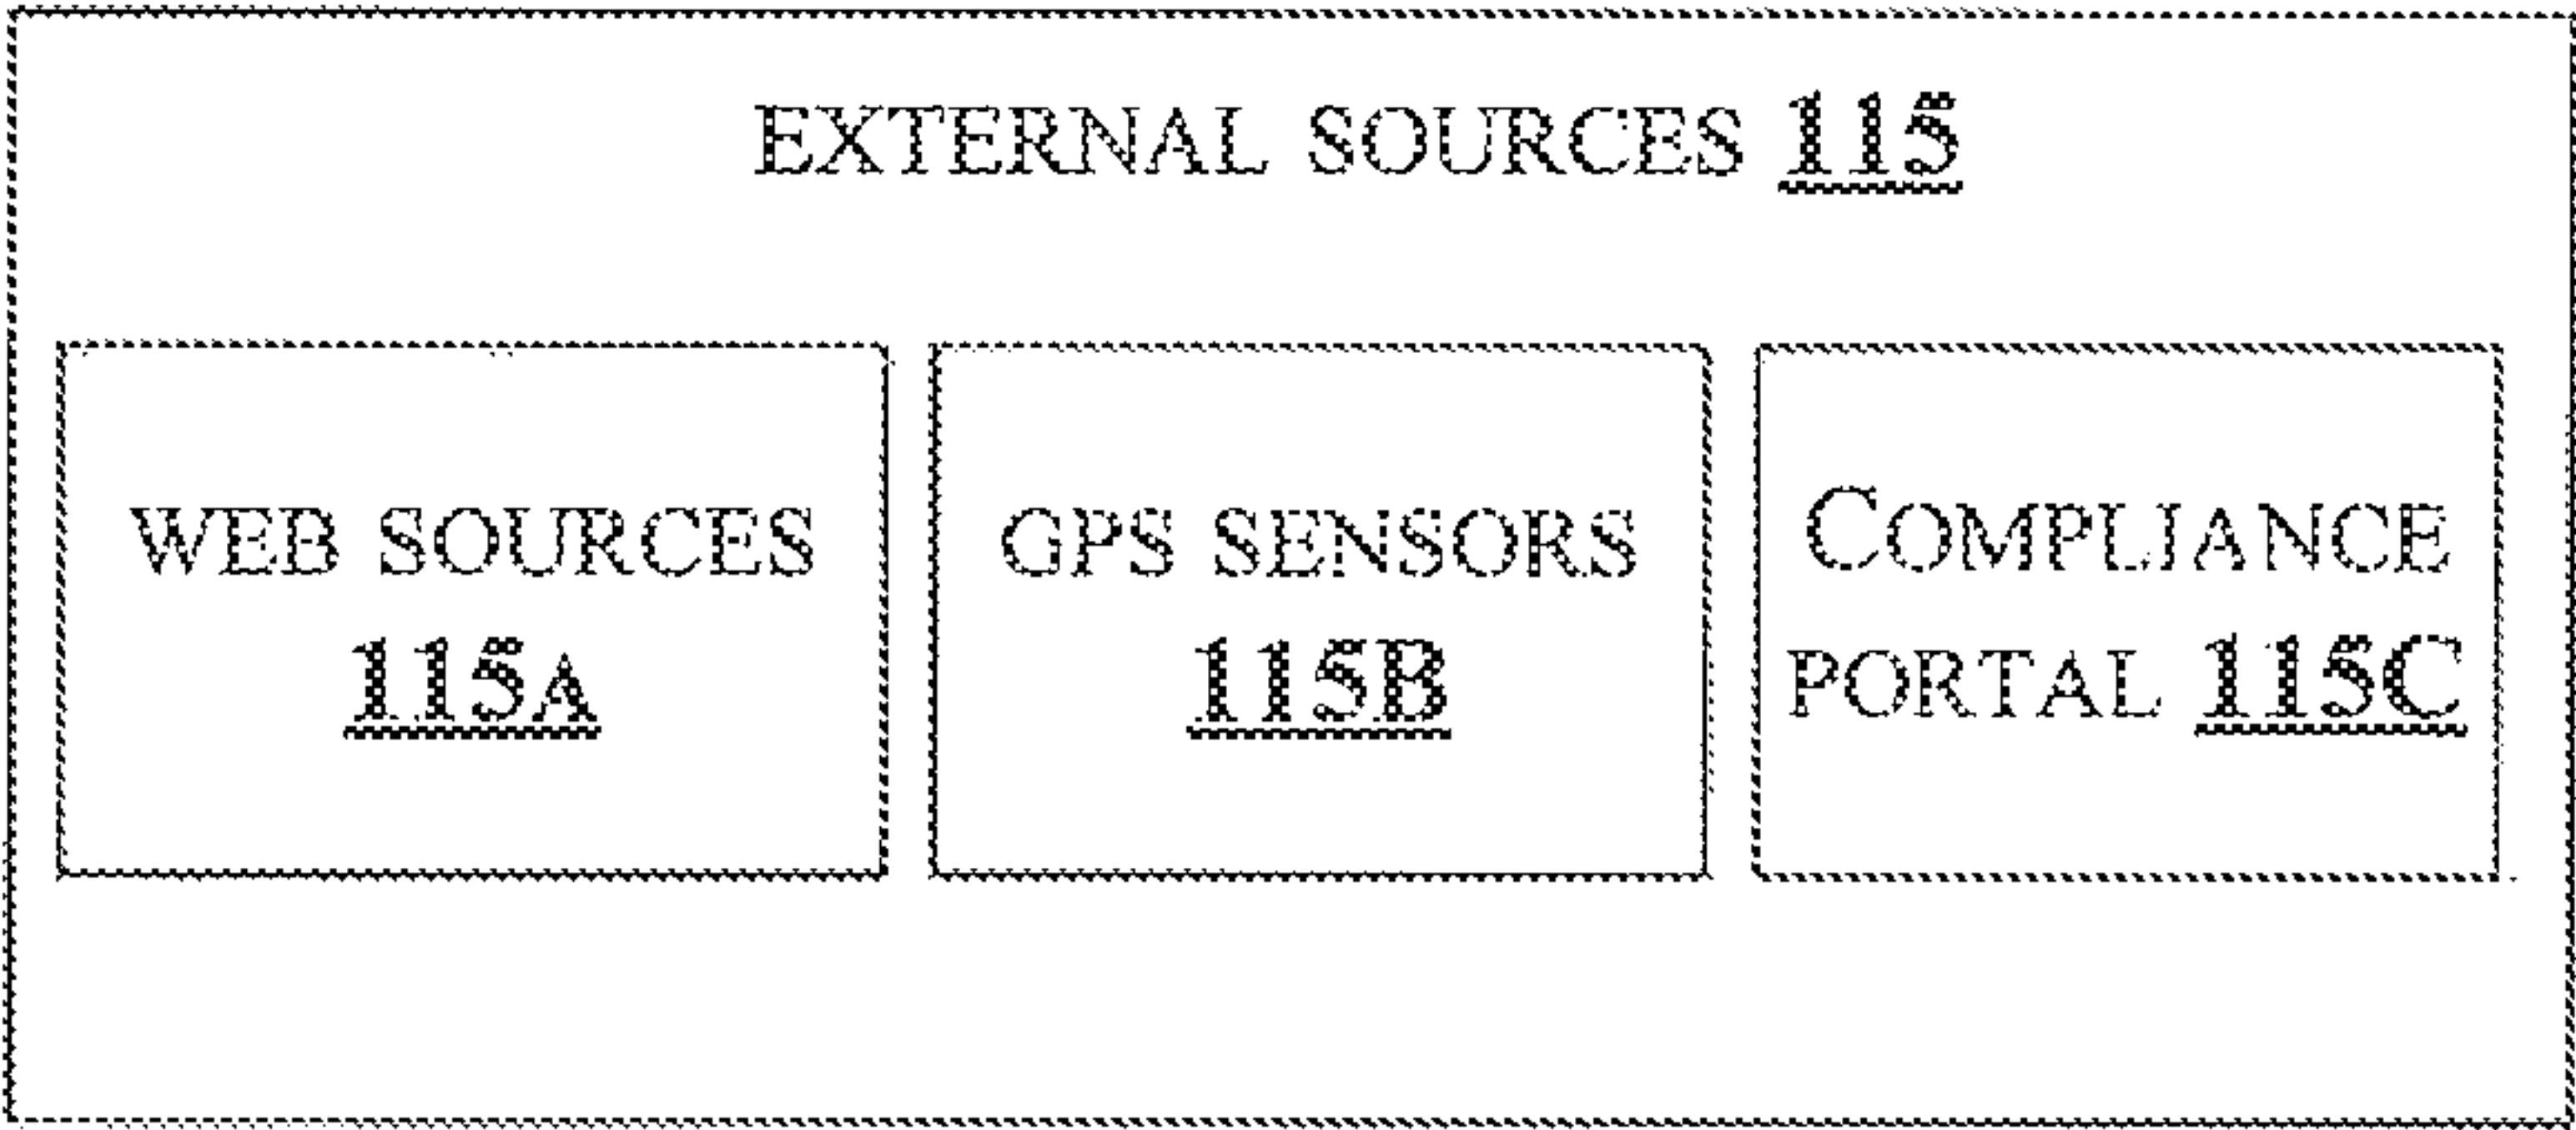 EXTERNAL SOURCES 115
WEB SOURCES
115A
GPS SENSORS
115B
COMPLIANCE
PORTAL 115C